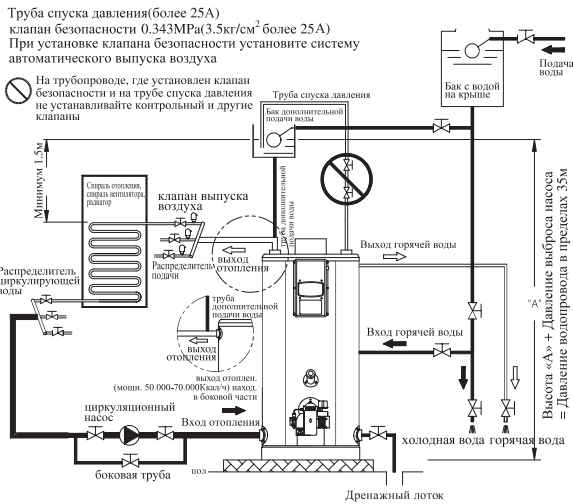 Труба спуска давления(более 25А)
клапан безопасности 0.343МРа(3.5кг/см² более 25А)
При установке клапана безопасности установите систему
автоматического выпуска воздуха
На трубопроводе, где установлен клапан
безопасности и на трубе спуска давления
не устанавливайте контрольный и другие
клапаны
Труба спуска давления
Бак дополнительной
подачи воды
Бак с водой
на крыше
Подача
воды
Минимум 1.5м
Спираль отопления,
спираль вентилятора,
радиатор
клапан выпуска
воздуха
труба дополнительной
подачи воды
Распределитель
подачи
выход
отопления
Выход горячей воды
Распределитель
циркулирующей
воды
труба
дополнительной
подачи воды
выход
отопления
Вход горячей воды
"А"
Высота «А» + Давление выброса насоса
= Давление водопровода в пределах 35м
выход отоплен.
(мощн. 50.000-70.000Ккал/ч) наход.
в боковой части
циркуляционный
насос
Вход отопления
холодная вода горячая вода
боковая труба
пол
Дренажный лоток